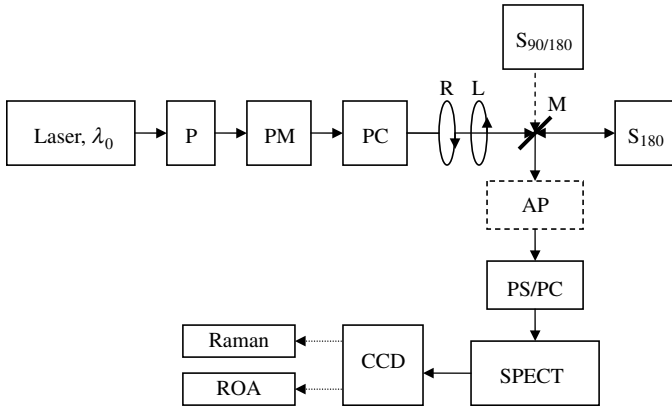 S90/180
R L
M
Laser, λ0
P
PM
PC
S180
AP
PS/PC
Raman
CCD
SPECT
ROA